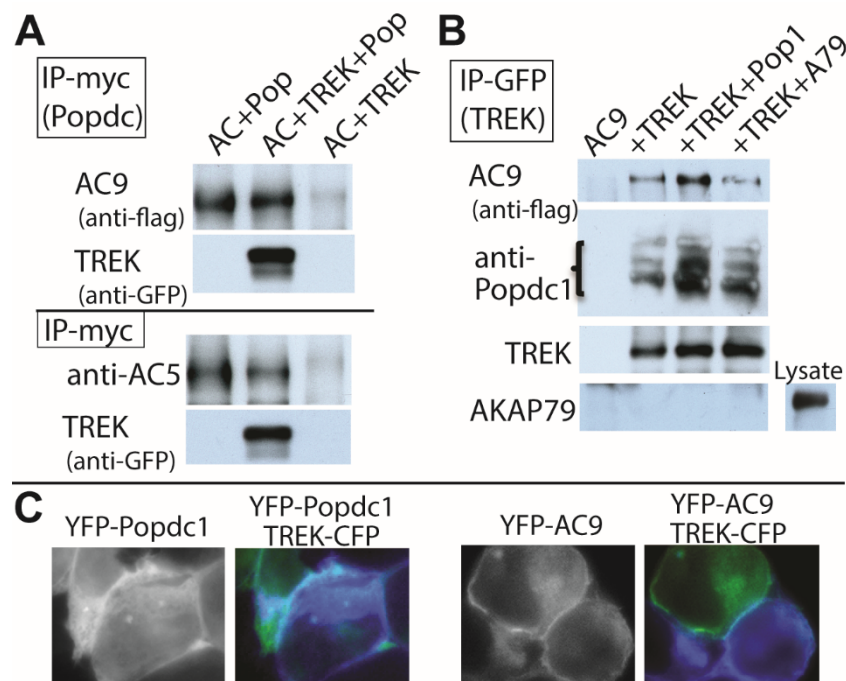 A
IP-myc
(Popdc)
AC+Pop
AC+TREK+Pop
AC+TREK
AC9
(anti-flag)
TREK
(anti-GFP)
IP-myc
anti-AC5
TREK
(anti-GFP)
B
IP-GFP
(TREK)
AC9
+TREK
+TREK+Pop1
+TREK+A79
AC9
(anti-flag)
anti-
Popdc1
TREK
Lysate
AKAP79
C
YFP-Popdc1
YFP-Popdc1
TREK-CFP
YFP-AC9
YFP-AC9
TREK-CFP